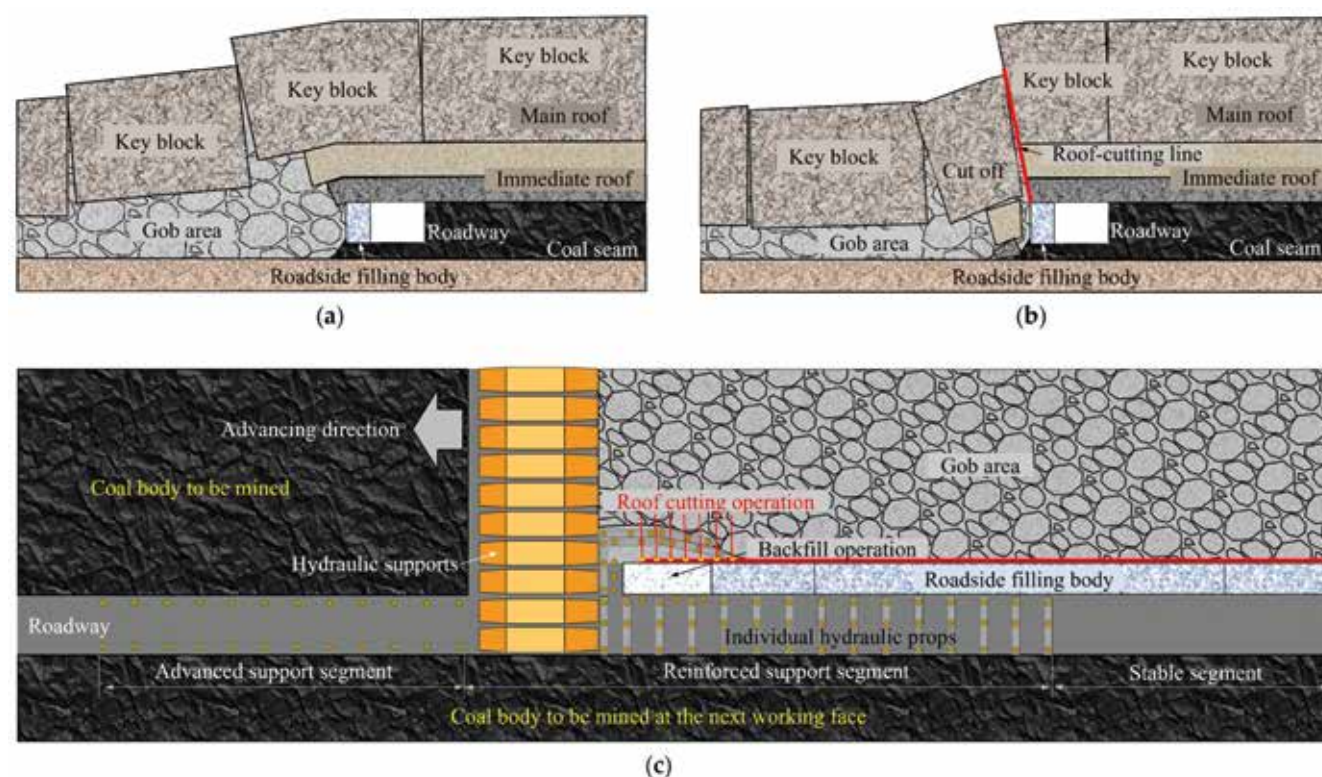 Key block
Key block
Key block
Key block
Main roof
Immediate roof
Gob area
Roadway
Coal seam
Roadside filling body
(a)
Key block
Key block
Main roof
Key block
Roof-cutting line
Cut off
Immediate roof
Gob area
Roadway
Coal seam
Roadside filling body
(b)
Advancing direction
Gob area
Coal body to be mined
Roof cutting operation
Hydraulic supports
Backfill operation
Roadside filling body
Roadway
Individual hydraulic props
Advanced support segment
Reinforced support segment
Stable segment
Coal body to be mined at the next working face
(c)